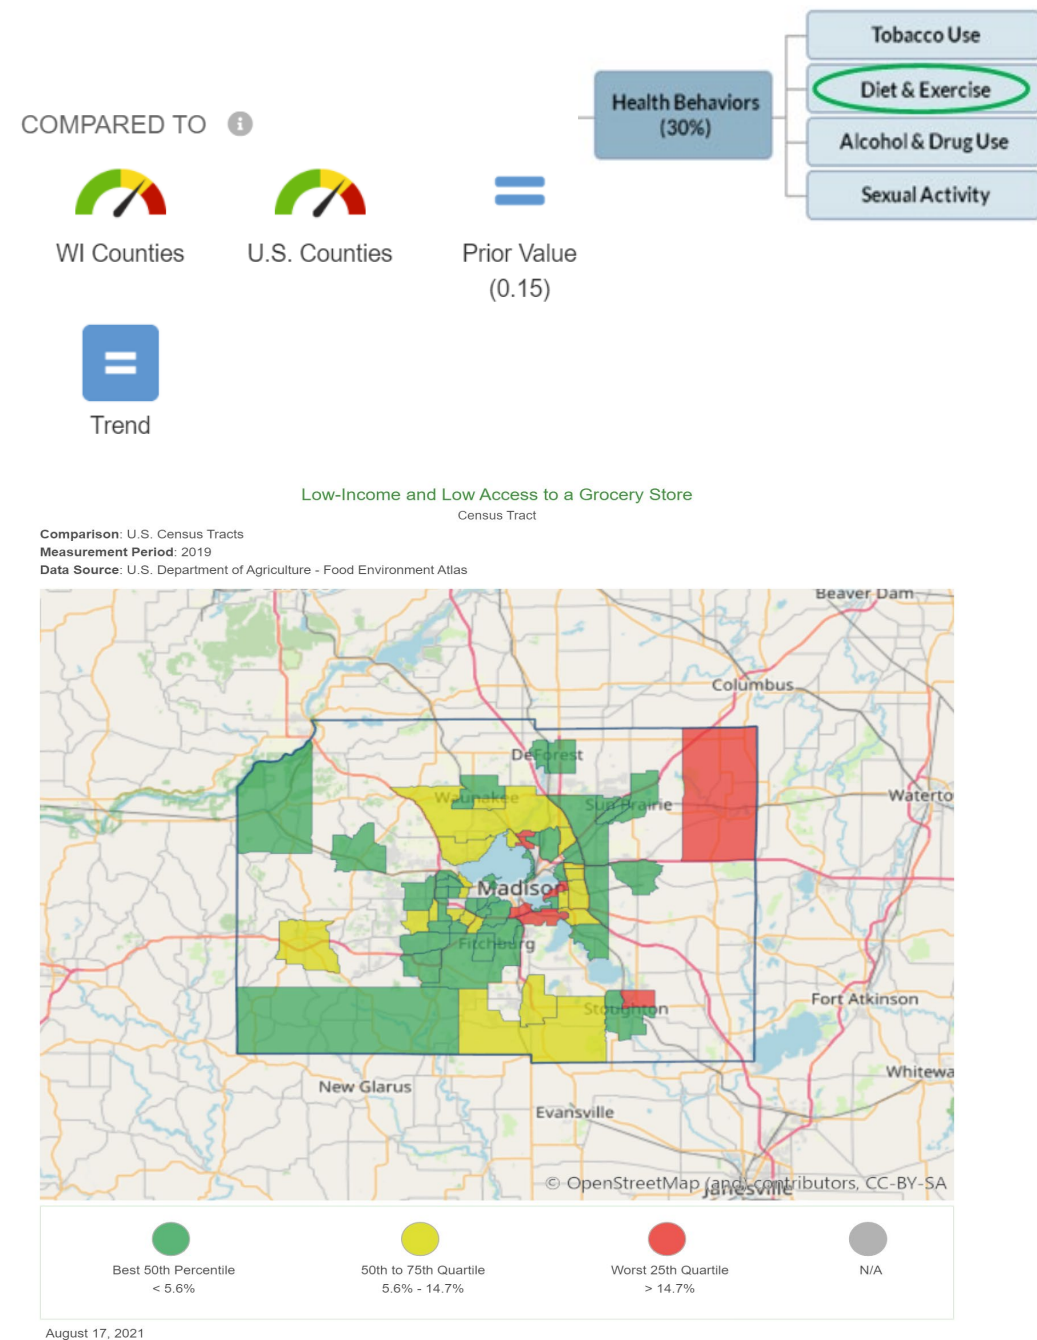 Tobacco Use
Health Behaviors
(30%)
Diet & Exercise
Alcohol & Drug Use
Sexual Activity
COMPARED TO
WI Counties
U.S. Counties
Prior Value
(0.15)
Trend
Low-Income and Low Access to a Grocery Store
Census Tract
Comparison: U.S. Census Tracts
Measurement Period: 2019
Data Source: U.S. Department of Agriculture - Food Environment Atlas
Beaver Dam
Columbus
DeForest
Waunakee
Sun Prairie
Waterto
Madison
Fitchburg
Stoughton
Fort Atkinson
New Glarus
Whitewa
Evansville
© OpenStreetMap (and) contributors, CC-BY-SA
Janesville
Best 50th Percentile
< 5.6%
50th to 75th Quartile
5.6% - 14.7%
Worst 25th Quartile
> 14.7%
N/A
August 17, 2021